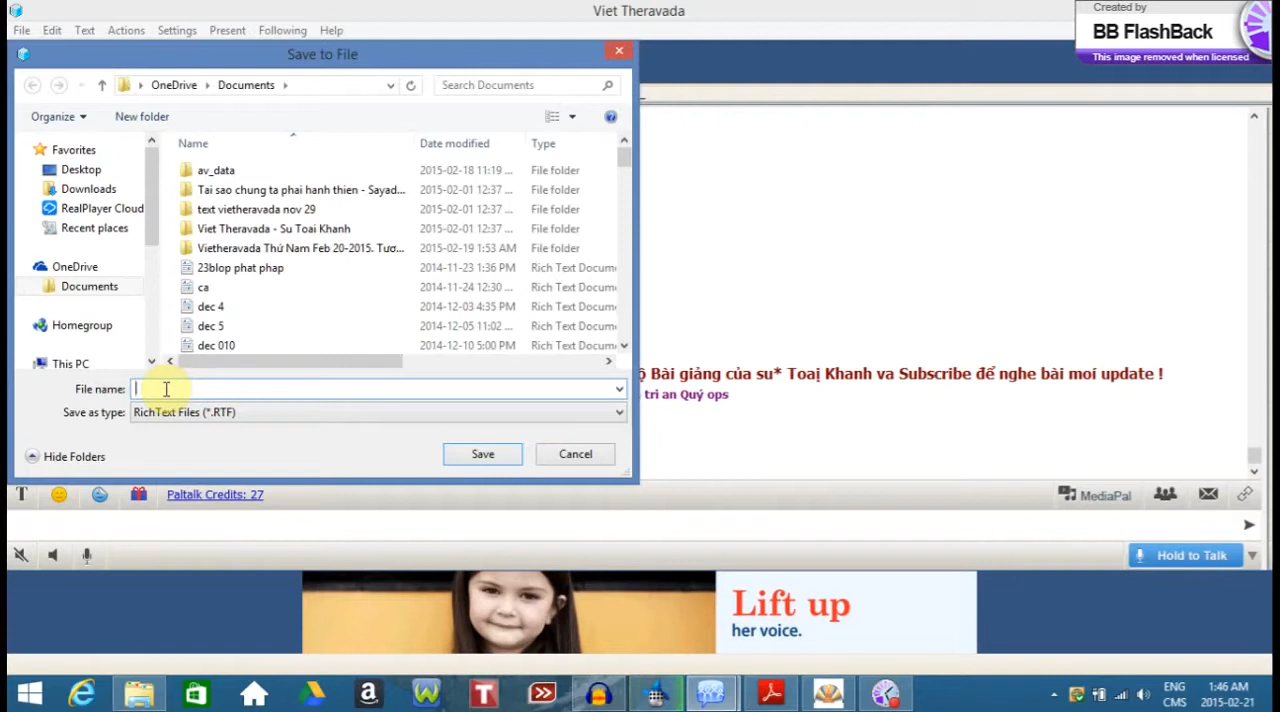 Viet Theravada
Created by
BB FlashBack
This image removed when licensed
File Edit Text Actions Settings Present Following Help
Save to File
OneDrive Documents
Search Documents
Organize New folder
Name Date modified Type
Favorites
Desktop
Downloads
RealPlayer Cloud
Recent places
OneDrive
Documents
Homegroup
This PC
av_data 2015-02-18 11:19 ... File folder
Tai sao chung ta phai hanh thien - Sayad... 2015-02-01 12:37 ... File folder
text vietheravada nov 29 2015-02-01 12:37 ... File folder
Viet Theravada - Su Toai Khanh 2015-02-01 12:37 ... File folder
Vietheravada Thứ Nam Feb 20-2015. Tươ... 2015-02-19 1:53 AM File folder
23blop phat phap 2014-11-23 1:36 PM Rich Text Docum
ca 2014-11-24 12:30 ... Rich Text Docum
dec 4 2014-12-03 4:35 PM Rich Text Docum
dec 5 2014-12-05 11:02 ... Rich Text Docum
dec 010 2014-12-10 5:00 PM Rich Text Docum
File name:
Save as type: RichText Files (*.RTF)
Hide Folders Save Cancel
Bài giảng của su* Toaị Khanh va Subscribe để nghe bài moí update !
tri an Quý ops
T Paltalk Credits: 27 MediaPal
Hold to Talk
Lift up
her voice.
ENG 1:46 AM
CMS 2015-02-21